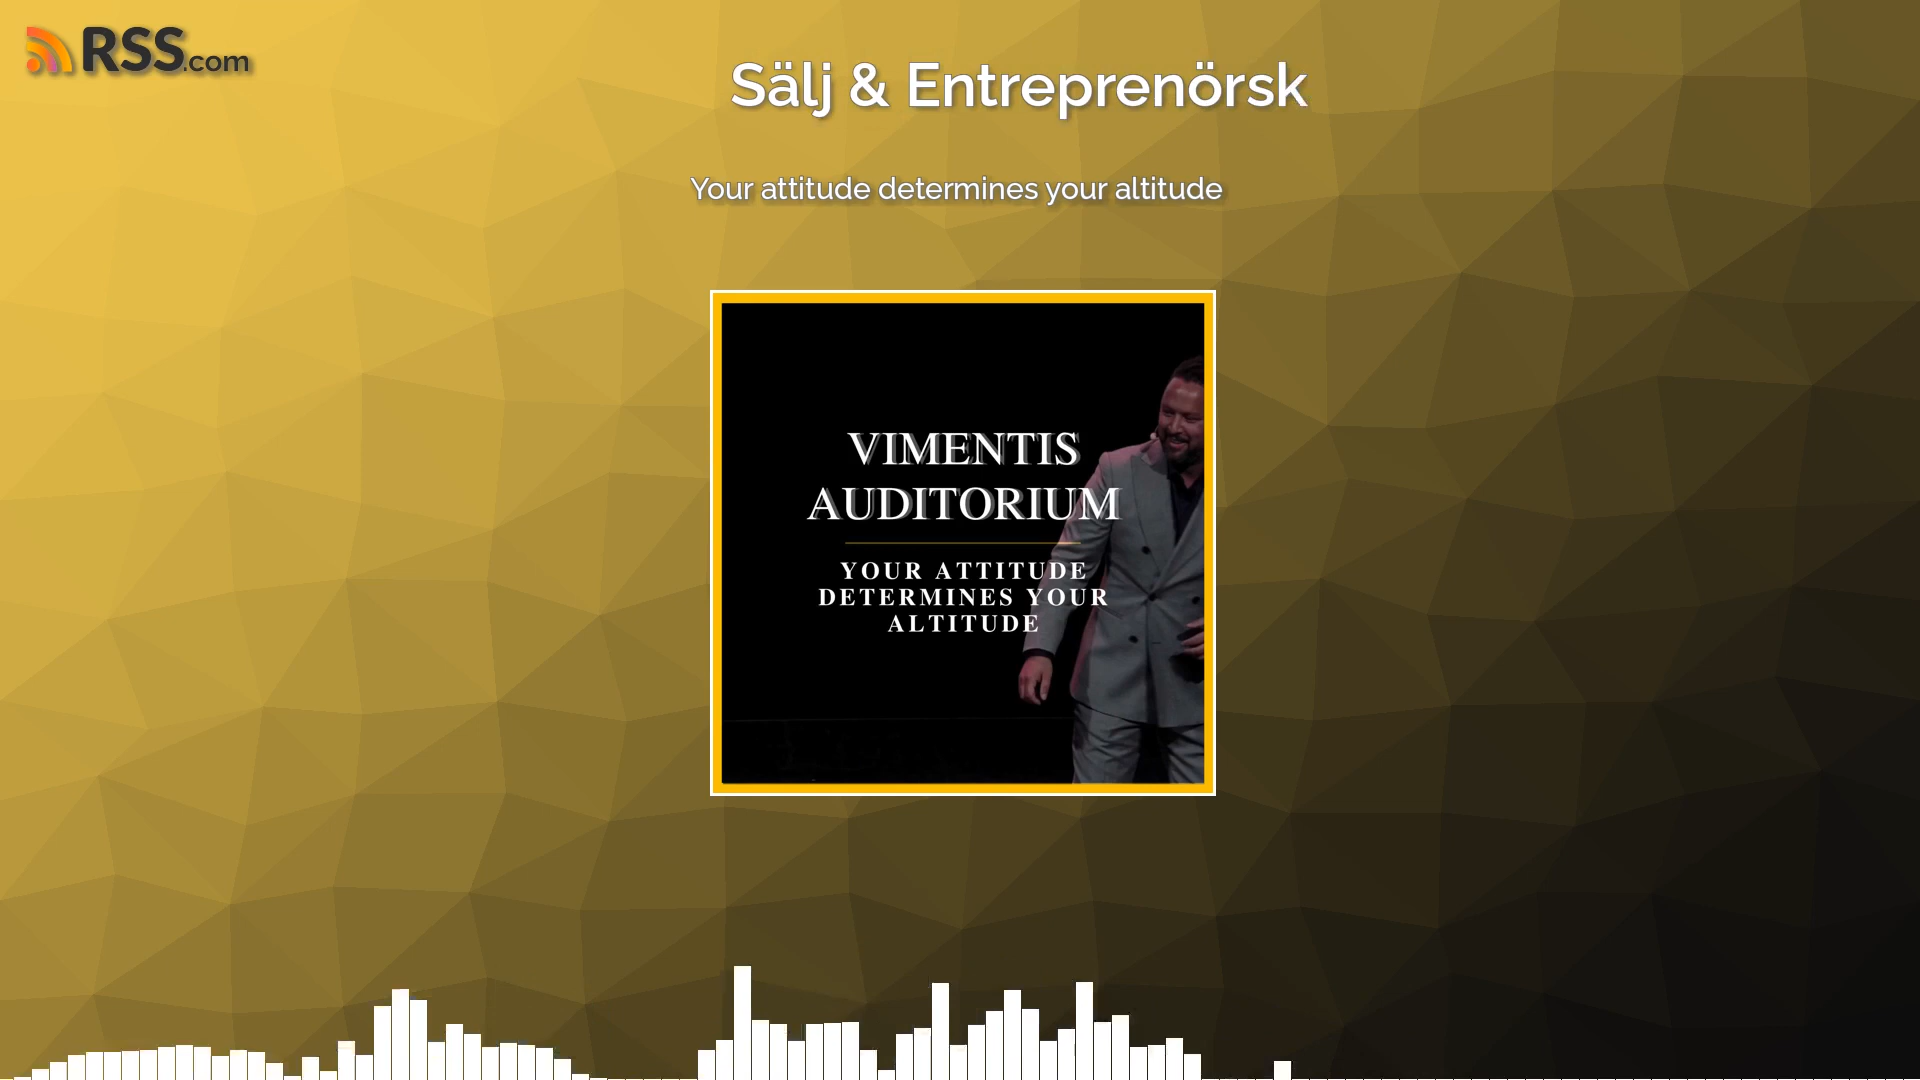 RSS.com
Sälj & Entreprenörsk
Your attitude determines your altitude
VIMENTIS
AUDITORIUM
YOUR ATTITUDE
DETERMINES YOUR
ALTITUDE